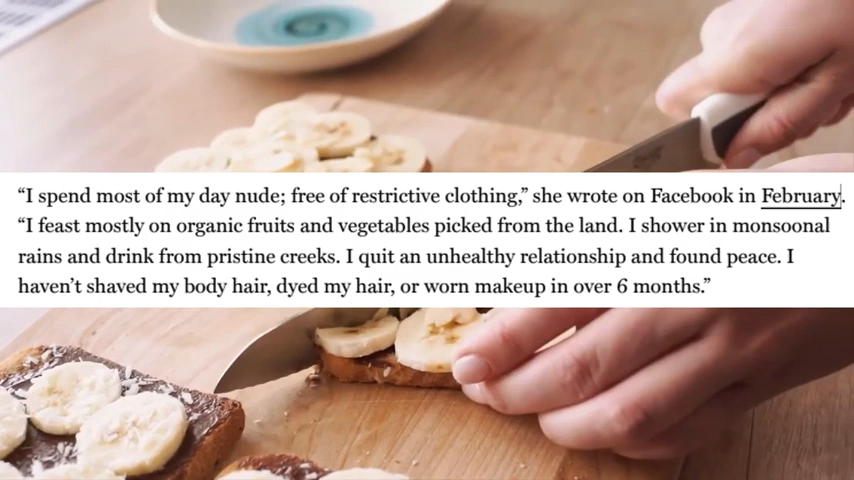 “I spend most of my day nude; free of restrictive clothing,” she wrote on Facebook in February.
“I feast mostly on organic fruits and vegetables picked from the land. I shower in monsoonal
rains and drink from pristine creeks. I quit an unhealthy relationship and found peace. I
haven’t shaved my body hair, dyed my hair, or worn makeup in over 6 months.”